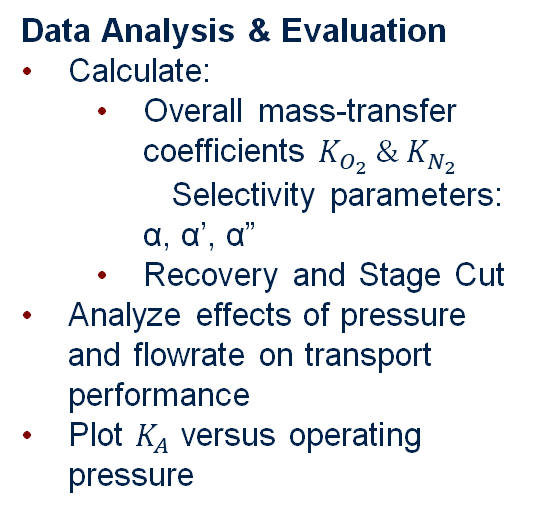 Data Analysis & Evaluation
• Calculate:
• Overall mass-transfer
coefficients K_{O_2} & K_{N_2}
Selectivity parameters:
α, α’, α”
• Recovery and Stage Cut
• Analyze effects of pressure
and flowrate on transport
performance
• Plot K_A versus operating
pressure